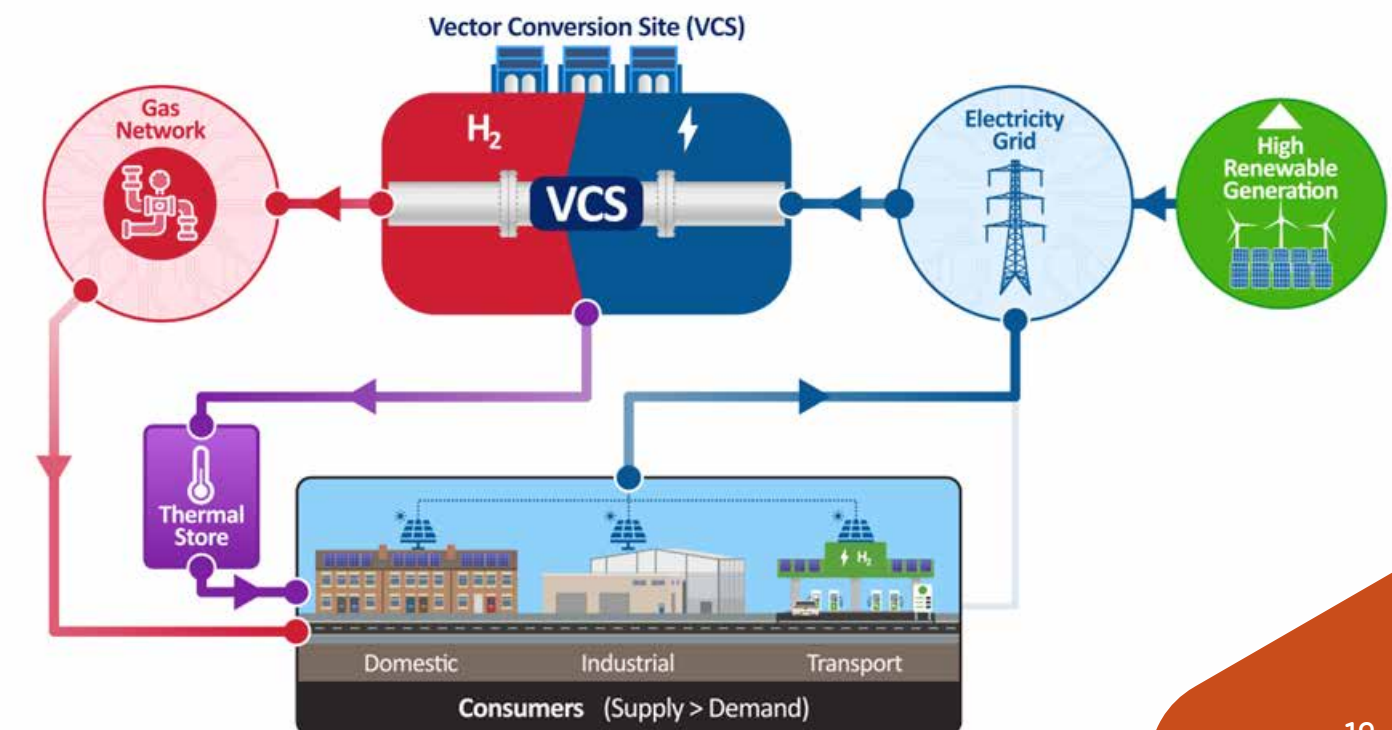 Vector Conversion Site (VCS)
Gas
Network
H₂
VCS
Electricity
Grid
High
Renewable
Generation
Thermal
Store
H₂
Domestic
Industrial
Transport
Consumers (Supply > Demand)